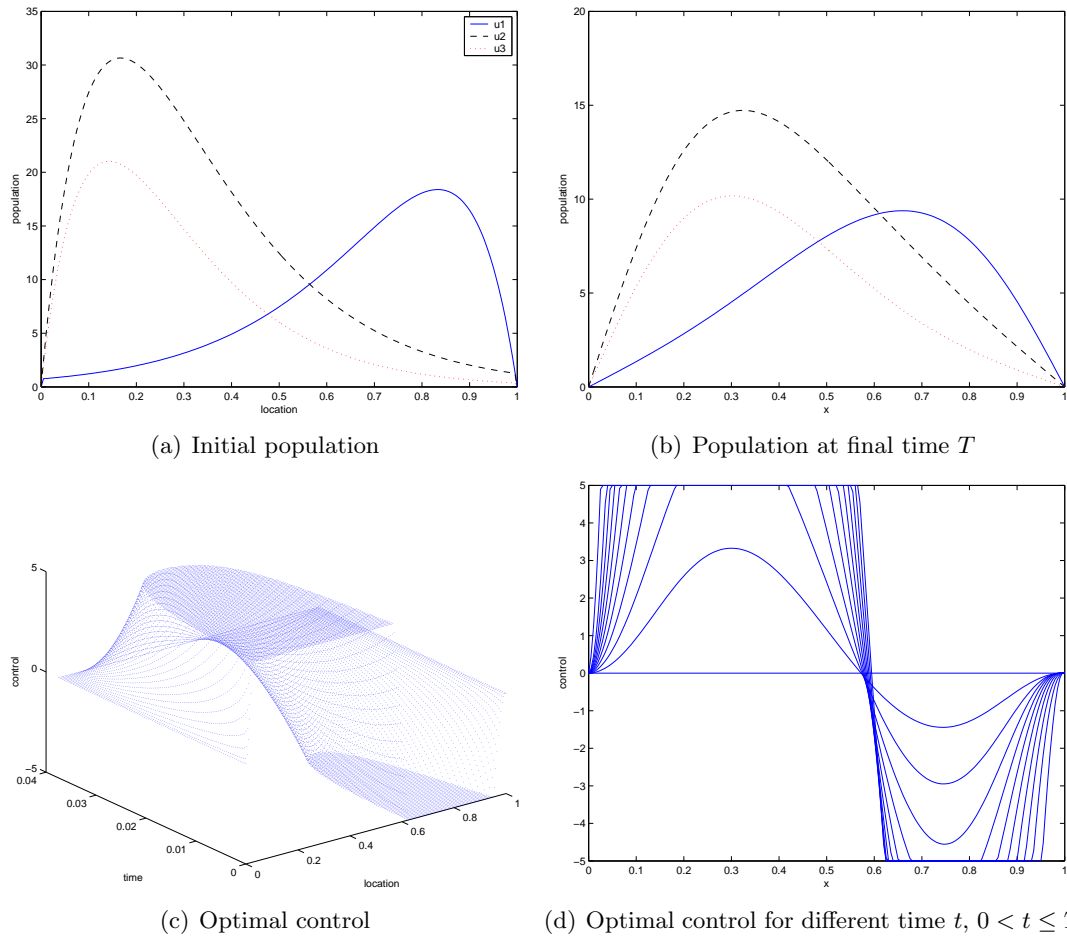 35
30
25
20
15
10
5
0
population
0 0.1 0.2 0.3 0.4 0.5 0.6 0.7 0.8 0.9 1
location
u1
u2
u3
(a) Initial population
20
15
10
5
0
population
0 0.1 0.2 0.3 0.4 0.5 0.6 0.7 0.8 0.9 1
x
(b) Population at final time T
5
0
−5
control
0.04
0.03
0.02
0.01
0
time
0 0.2 0.4 0.6 0.8 1
location
(c) Optimal control
5
4
3
2
1
0
−1
−2
−3
−4
−5
control
0 0.1 0.2 0.3 0.4 0.5 0.6 0.7 0.8 0.9 1
x
(d) Optimal control for different time t, 0 < t ≤